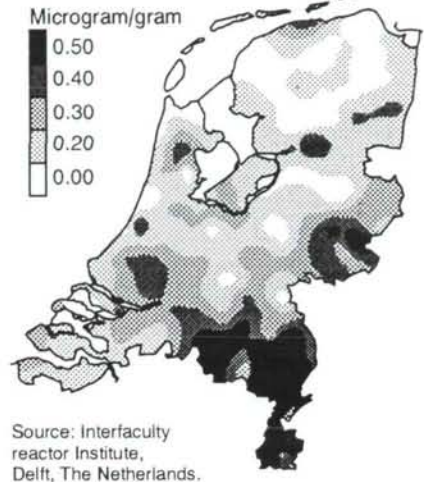 Microgram/gram
0.50
0.40
0.30
0.20
0.00
Source: Interfaculty
reactor Institute,
Delft, The Netherlands.